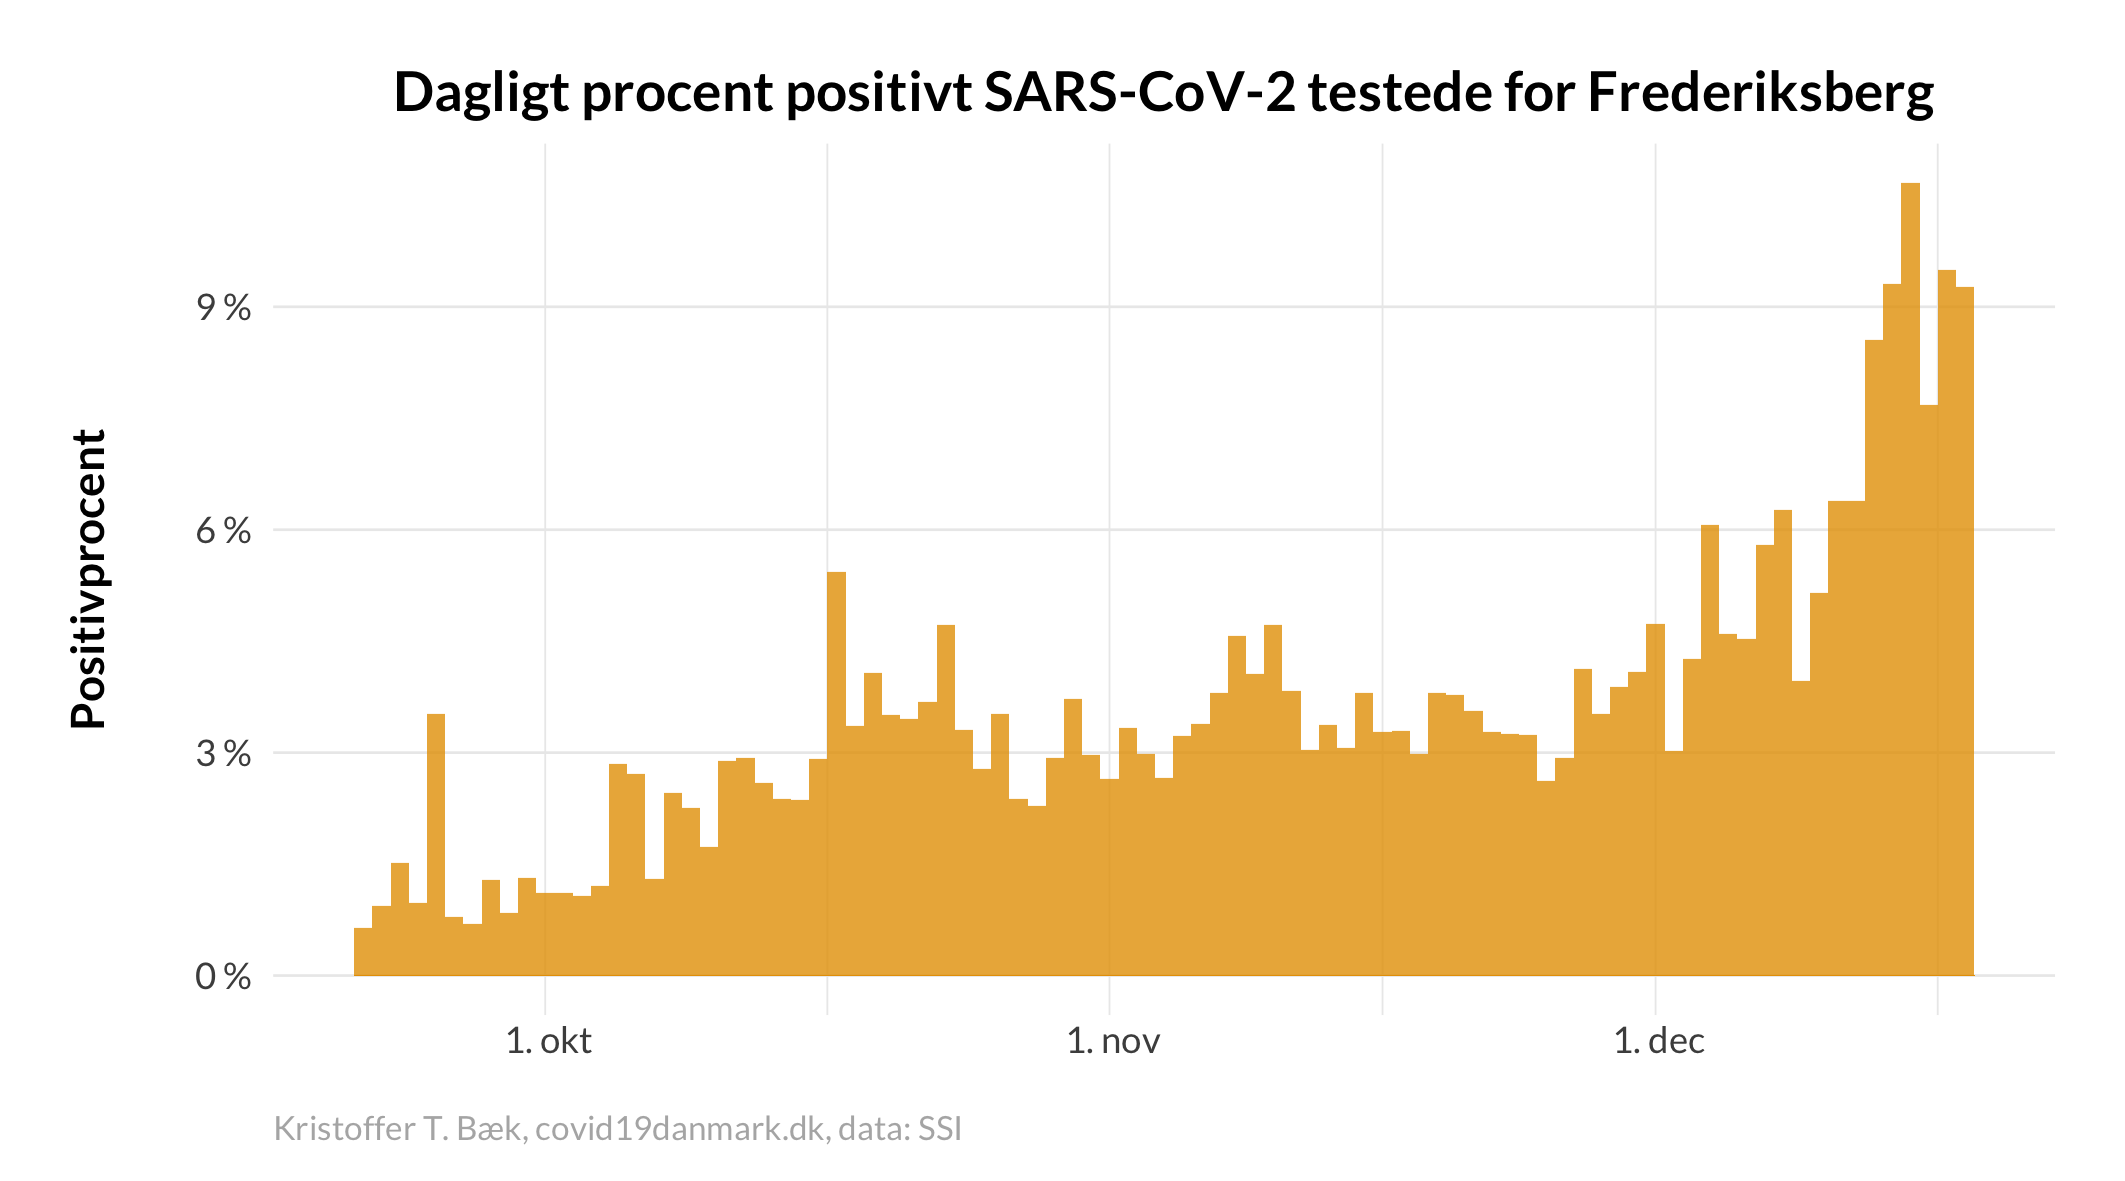 Dagligt procent positivt SARS-CoV-2 testede for Frederiksberg
Positivprocent
9 %
6 %
3 %
0 %
1. okt
1. nov
1. dec
Kristoffer T. Bæk, covid19danmark.dk, data: SSI